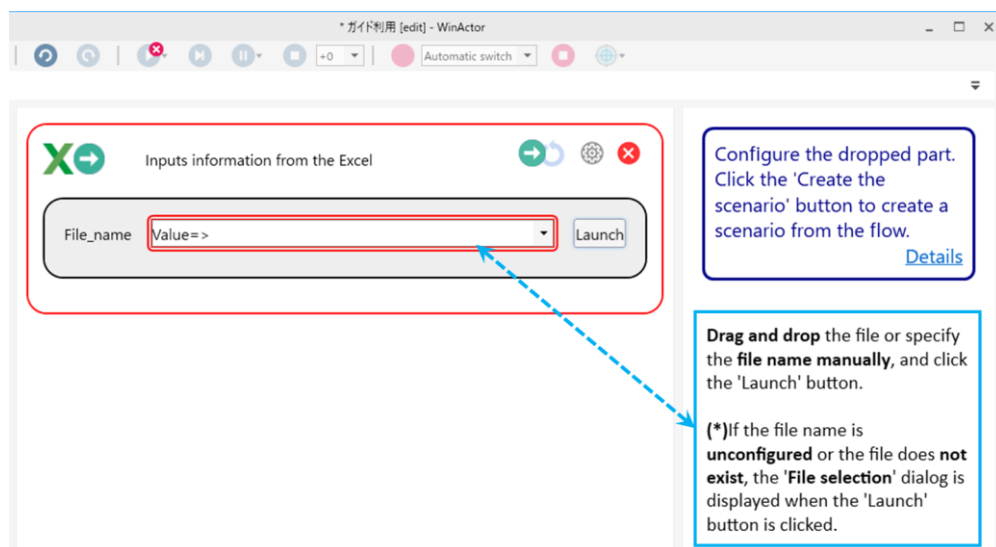 * ガイド利用 [edit] - WinActor
+0
Automatic switch
Inputs information from the Excel
File_name
Value=>
Launch
Configure the dropped part.
Click the 'Create the
scenario' button to create a
scenario from the flow.
Details
Drag and drop the file or specify
the file name manually, and click
the 'Launch' button.
(*)If the file name is
unconfigured or the file does not
exist, the 'File selection' dialog is
displayed when the 'Launch'
button is clicked.